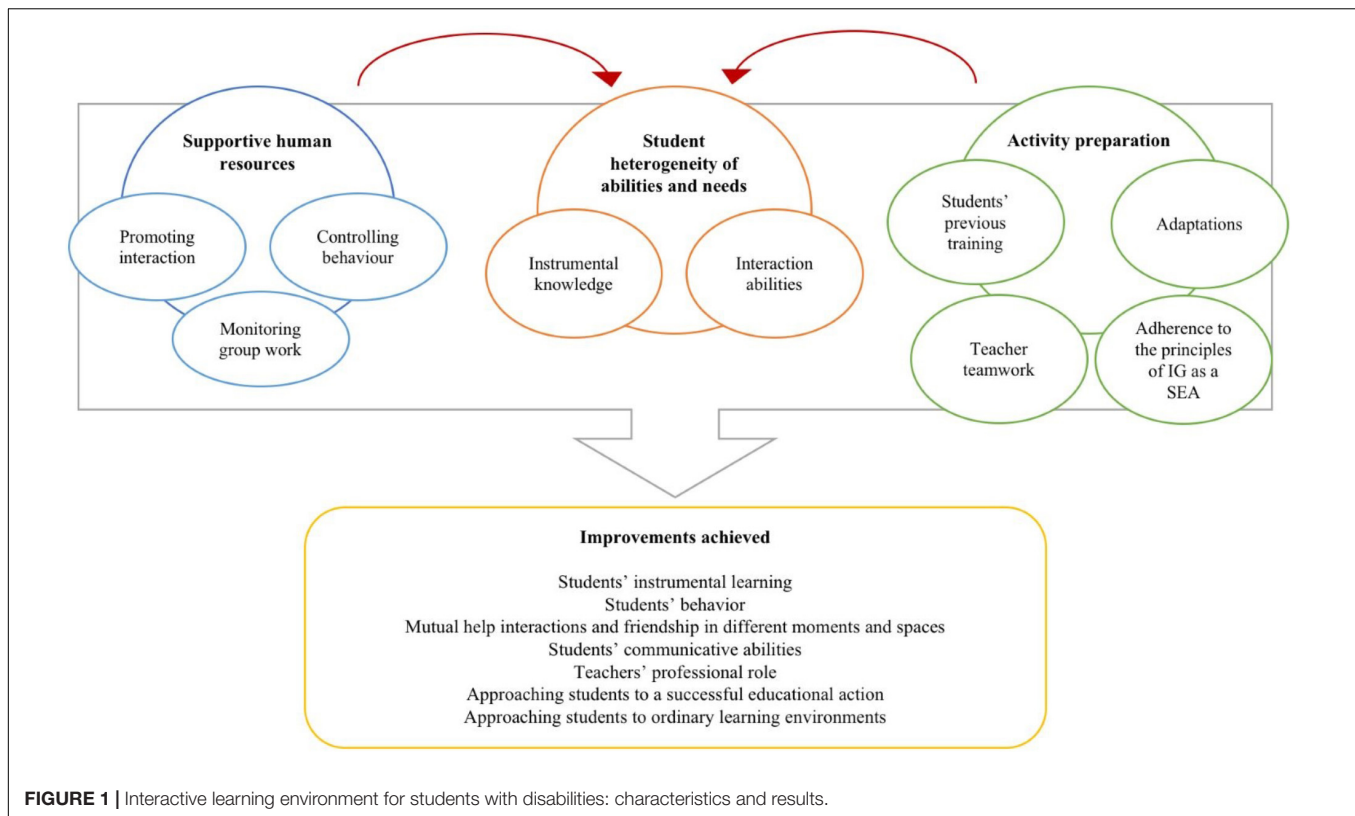 Supportive human
resources
Promoting
interaction
Controlling
behaviour
Monitoring
group work
Student
heterogeneity of
abilities and needs
Instrumental
knowledge
Interaction
abilities
Activity preparation
Students'
previous
training
Adaptations
Teacher
teamwork
Adherence to
the principles
of IG as a
SEA
Improvements achieved
Students' instrumental learning
Students' behavior
Mutual help interactions and friendship in different moments and spaces
Students' communicative abilities
Teachers' professional role
Approaching students to a successful educational action
Approaching students to ordinary learning environments
FIGURE 1 | Interactive learning environment for students with disabilities: characteristics and results.